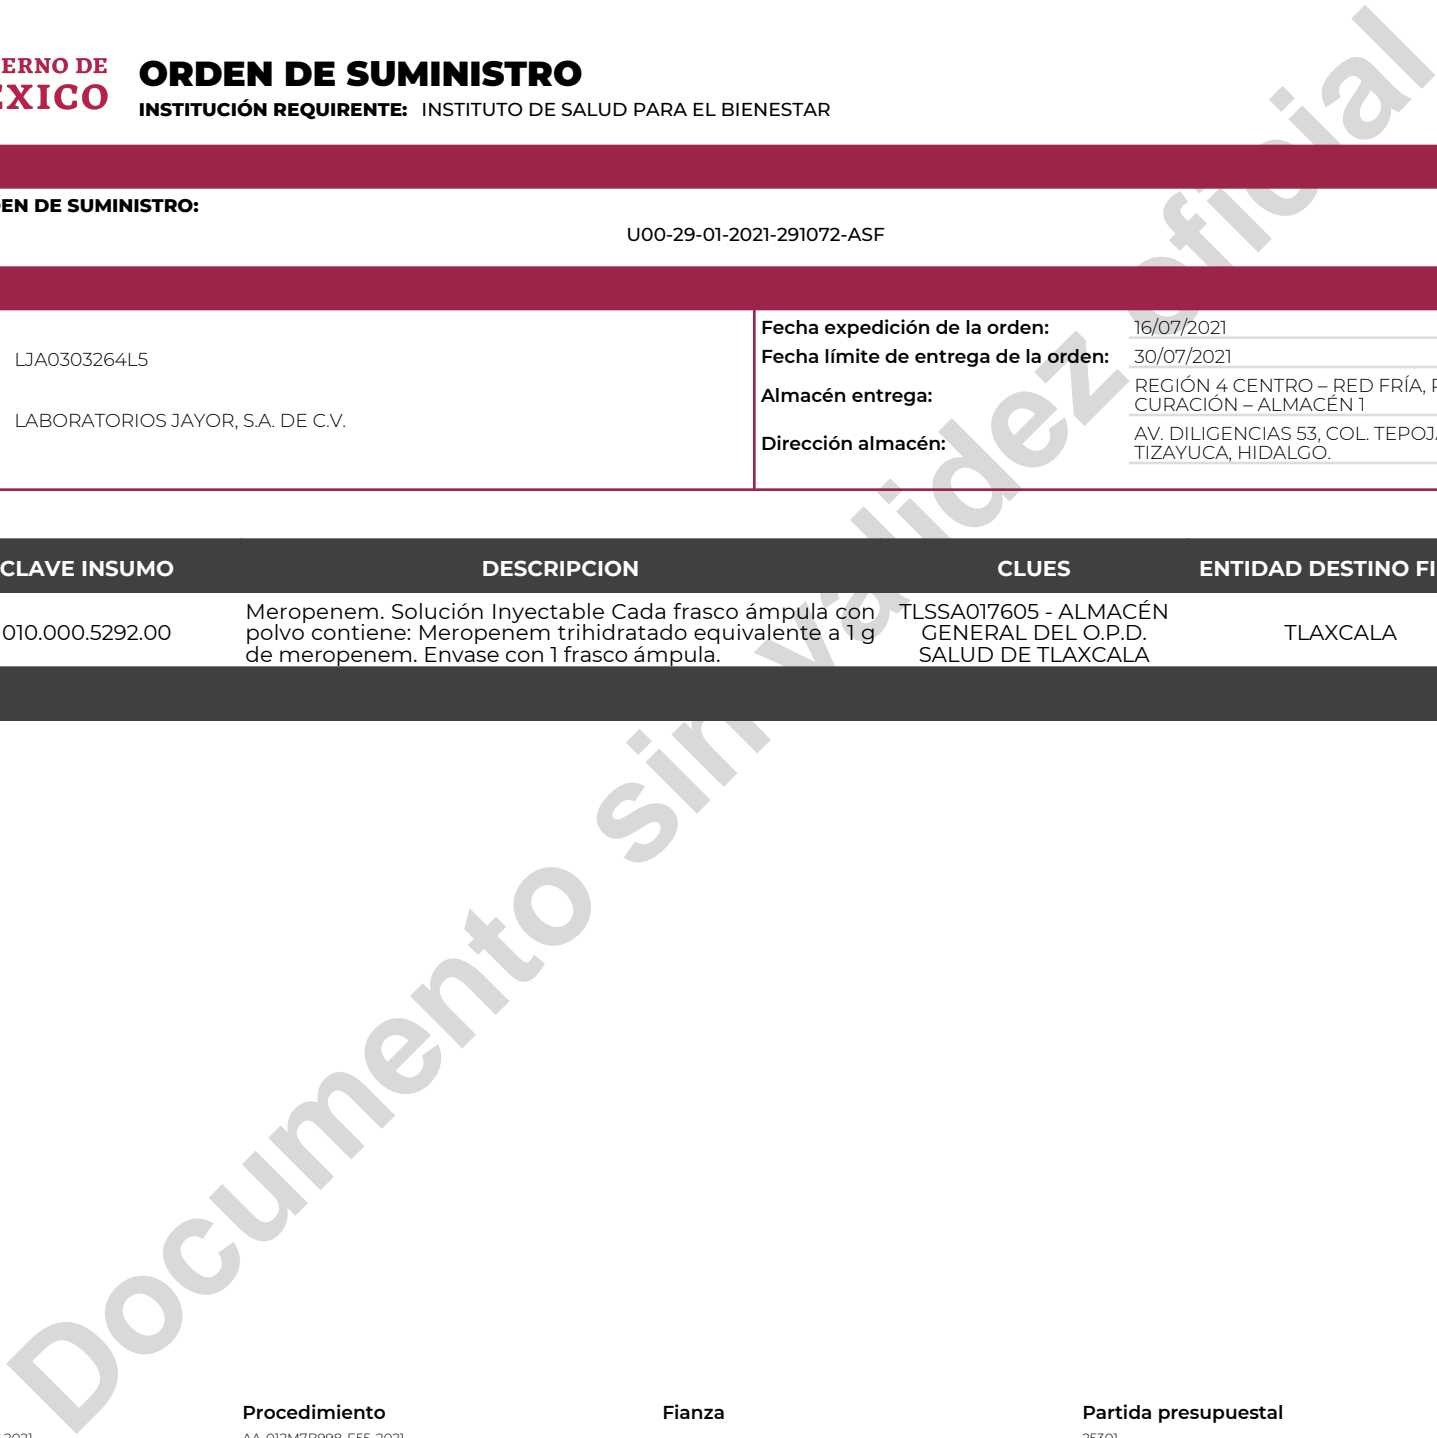 ERNO DE
ORDEN DE SUMINISTRO
EXICO
INSTITUCIÓN REQUIRENTE: INSTITUTO DE SALUD PARA EL BIENESTAR
EN DE SUMINISTRO:
U00-29-01-2021-291072-ASF
LJA0303264L5
LABORATORIOS JAYOR, S.A. DE C.V.
Fecha expedición de la orden: 16/07/2021
Fecha límite de entrega de la orden: 30/07/2021
Almacén entrega: REGIÓN 4 CENTRO – RED FRÍA,
CURACIÓN – ALMACÉN 1
Dirección almacén: AV. DILIGENCIAS 53, COL. TEPOJA
TIZAYUCA, HIDALGO.
CLAVE INSUMO DESCRIPCION CLUES ENTIDAD DESTINO FI
010.000.5292.00
Meropenem. Solución Inyectable Cada frasco ámpula con
polvo contiene: Meropenem trihidratado equivalente a 1 g
de meropenem. Envase con 1 frasco ámpula.
TLSSA017605 - ALMACÉN
GENERAL DEL O.P.D.
SALUD DE TLAXCALA
TLAXCALA
Documento sin validez oficial
Procedimiento Fianza Partida presupuestal